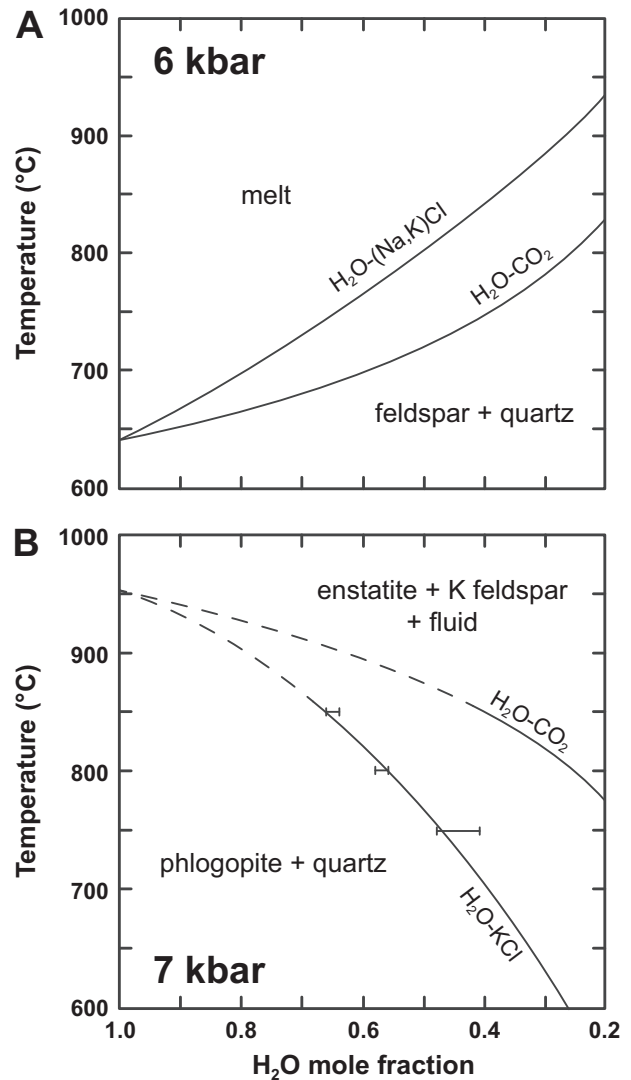 A
6 kbar
1000
900
800
700
600
Temperature (°C)
melt
H₂O-(Na,K)Cl
H₂O-CO₂
feldspar + quartz
B
1000
900
800
700
600
Temperature (°C)
enstatite + K feldspar
+ fluid
H₂O-CO₂
phlogopite + quartz
H₂O-KCl
7 kbar
1.0 0.8 0.6 0.4 0.2
H₂O mole fraction